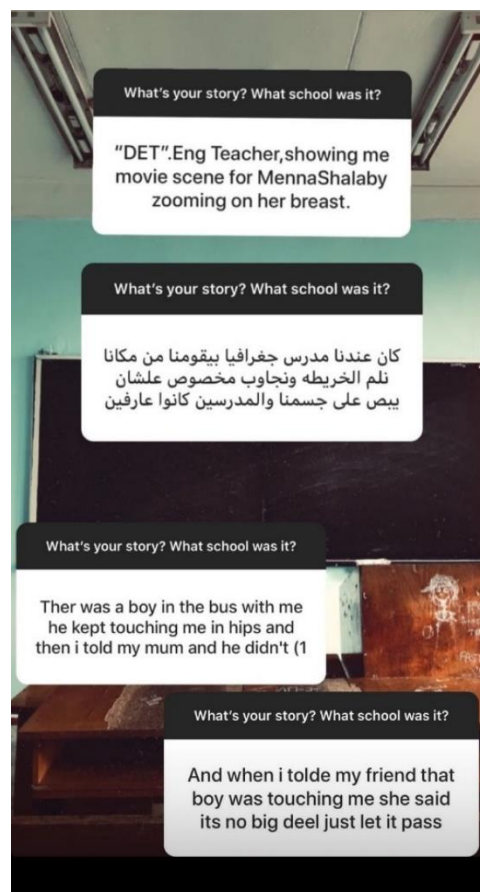 What's your story? What school was it?
"DET".Eng Teacher,showing me
movie scene for MennaShalaby
zooming on her breast.
What's your story? What school was it?
كان عندنا مدرس جغرافيا بيقومنا من مكانا
نلم الخريطه ونجاوب مخصوص علشان
يبص على جسمنا والمدرسين كانوا عارفين
What's your story? What school was it?
Ther was a boy in the bus with me
he kept touching me in hips and
then i told my mum and he didn't (1
What's your story? What school was it?
And when i tolde my friend that
boy was touching me she said
its no big deel just let it pass